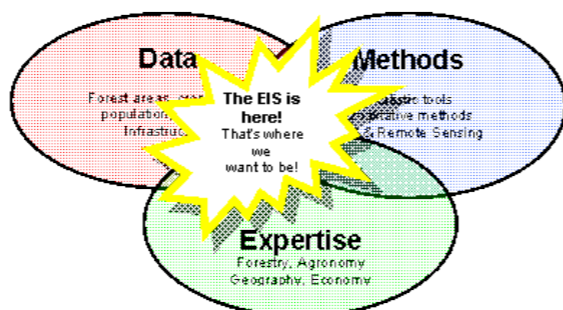 Data
Forest areas,
population,
Methods
tools
methods
& Remote Sensing
The EIS is
here!
That's where
we
want to be!
Expertise
Forestry, Agronomy
Geography, Economy